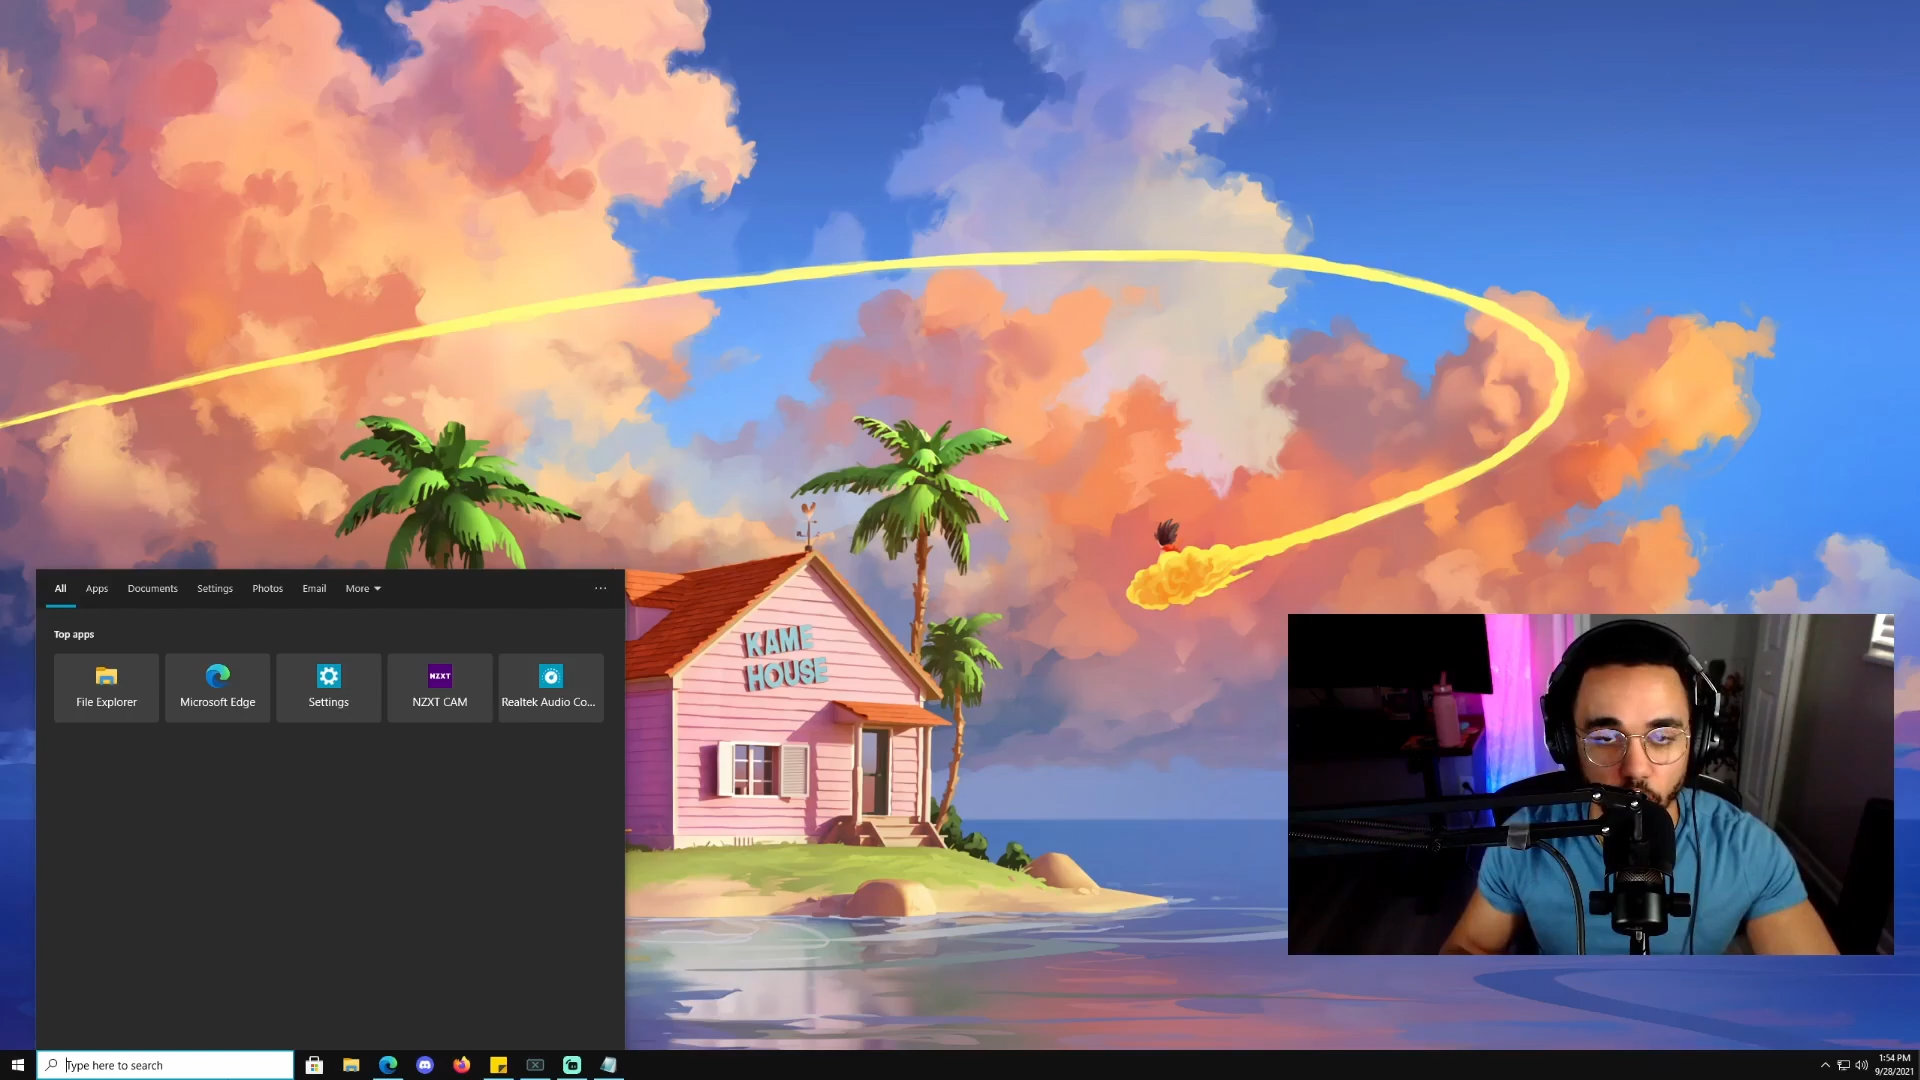 KAME
HOUSE
All Apps Documents Settings Photos Email More ...
Top apps
NZXT
File Explorer Microsoft Edge Settings NZXT CAM Realtek Audio Co...
Type here to search
1:54 PM
9/28/2021